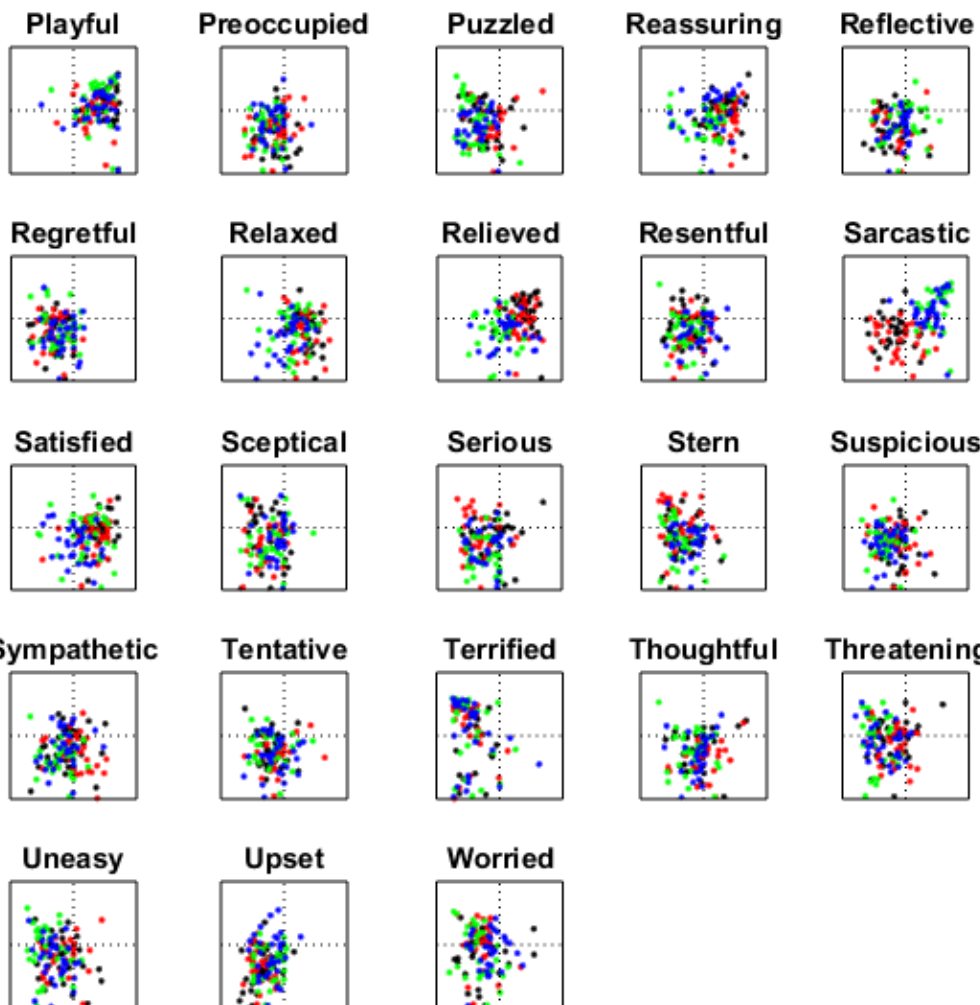 Playful Preoccupied Puzzled Reassuring Reflective
Regretful Relaxed Relieved Resentful Sarcastic
Satisfied Sceptical Serious Stern Suspicious
Sympathetic Tentative Terrified Thoughtful Threatening
Uneasy Upset Worried